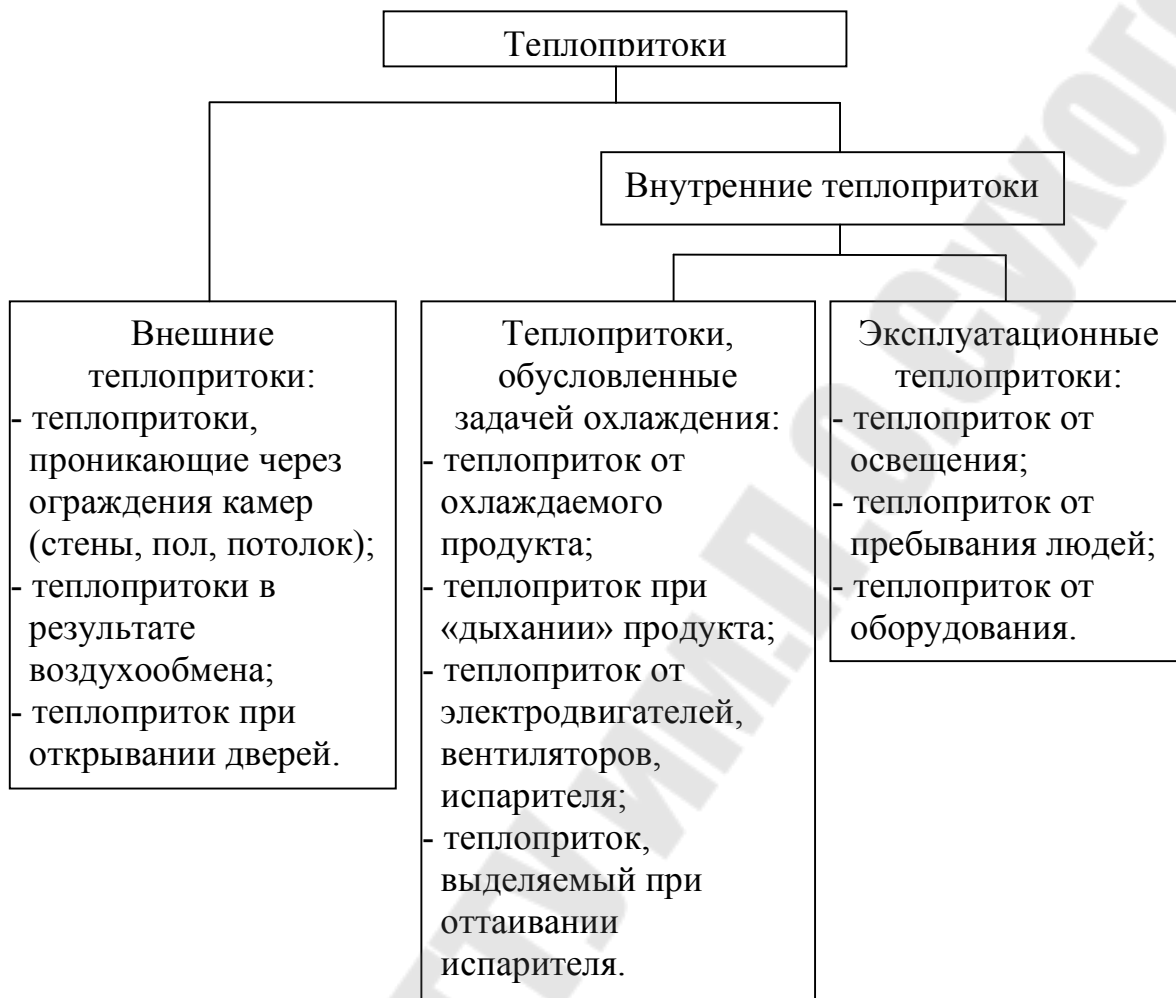 Теплопритоки
Внутренние теплопритоки
Внешние
теплопритоки:
- теплопритоки,
проникающие через
ограждения камер
(стены, пол, потолок);
- теплопритоки в
результате
воздухообмена;
- теплоприток при
открывании дверей.
Теплопритоки,
обусловленные
задачей охлаждения:
- теплоприток от
охлаждаемого
продукта;
- теплоприток при
«дыхании» продукта;
- теплоприток от
электродвигателей,
вентиляторов,
испарителя;
- теплоприток,
выделяемый при
оттаивании
испарителя.
Эксплуатационные
теплопритоки:
- теплоприток от
освещения;
- теплоприток от
пребывания людей;
- теплоприток от
оборудования.